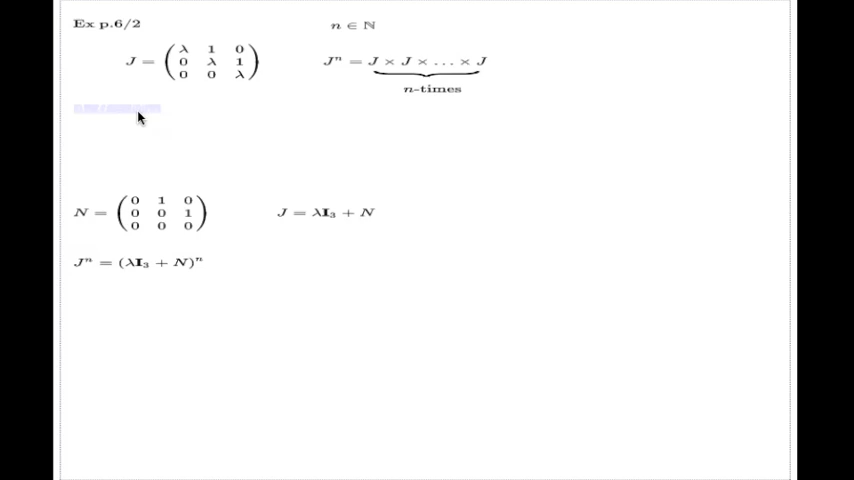 Ex p.6/2 n ∈ ℕ
J = ( λ 1 0 ; 0 λ 1 ; 0 0 λ ) Jⁿ = J × J × … × J
n-times
N = ( 0 1 0 ; 0 0 1 ; 0 0 0 ) J = λI₃ + N
Jⁿ = (λI₃ + N)ⁿ